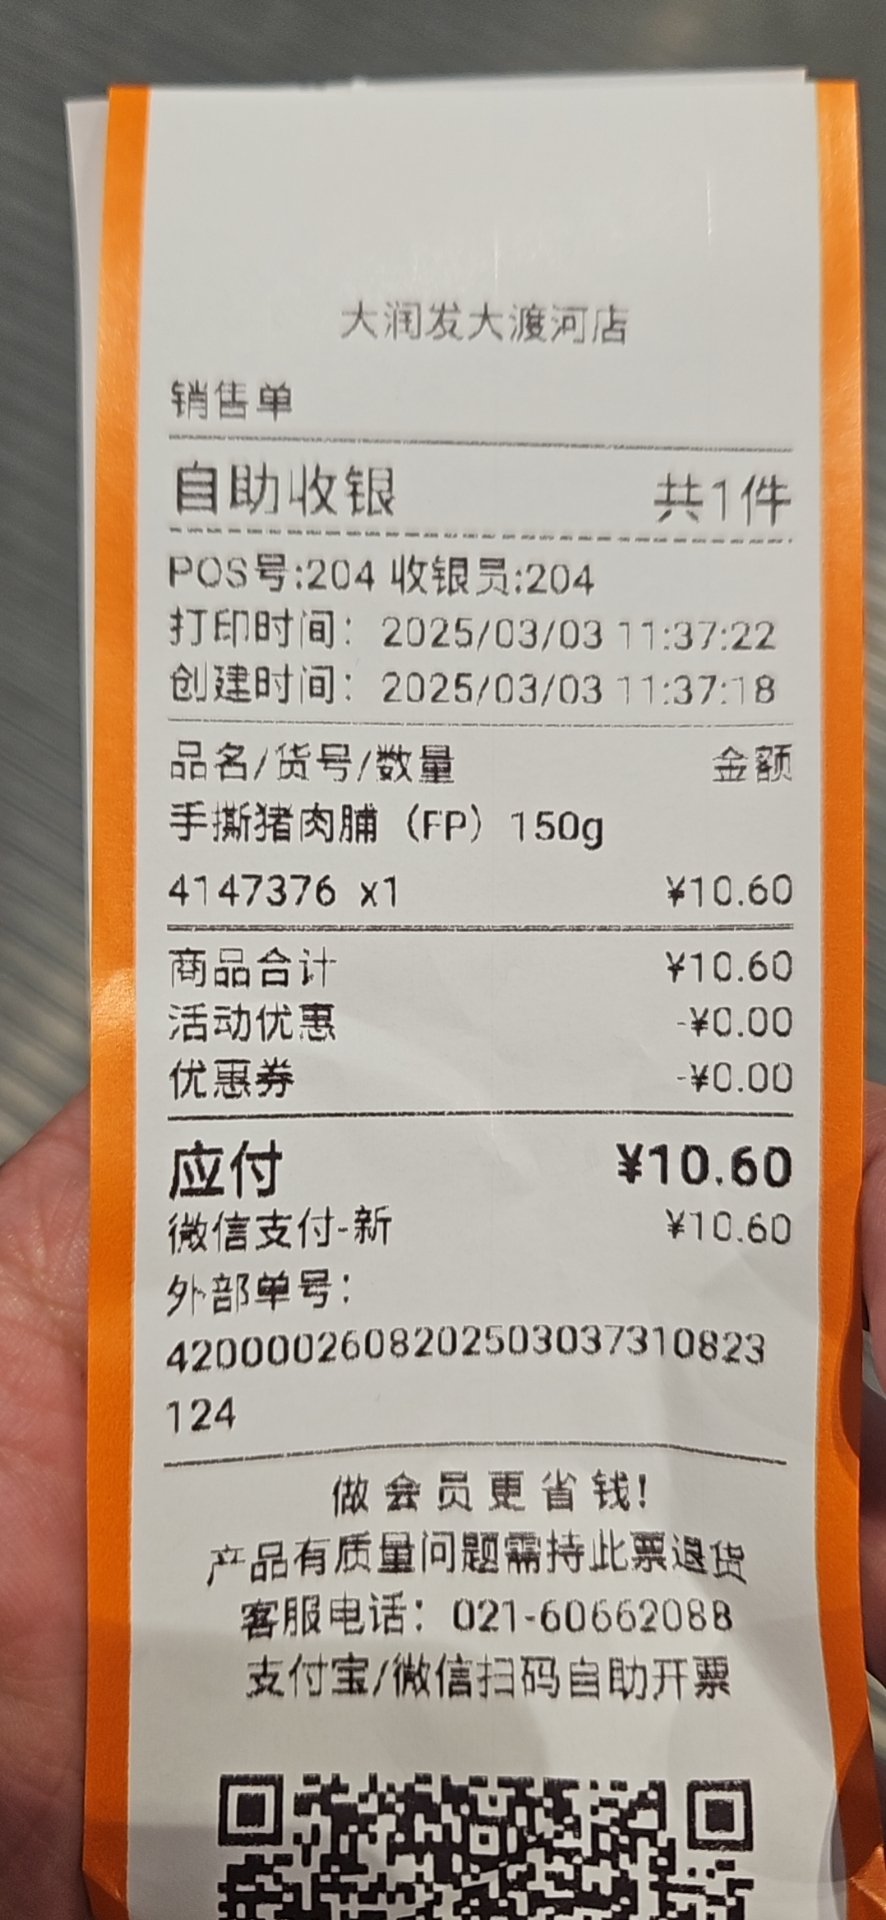 大润发大渡河店
销售单
自助收银 共1件
POS号:204 收银员:204
打印时间：2025/03/03 11:37:22
创建时间：2025/03/03 11:37:18
品名/货号/数量 金额
手撕猪肉脯（FP）150g
4147376 x1 ¥10.60
商品合计 ¥10.60
活动优惠 -¥0.00
优惠券 -¥0.00
应付 ¥10.60
微信支付-新 ¥10.60
外部单号：
4200002608202503037310823
124
做会员更省钱!
产品有质量问题需持此票退货
客服电话：021-60662088
支付宝/微信扫码自助开票